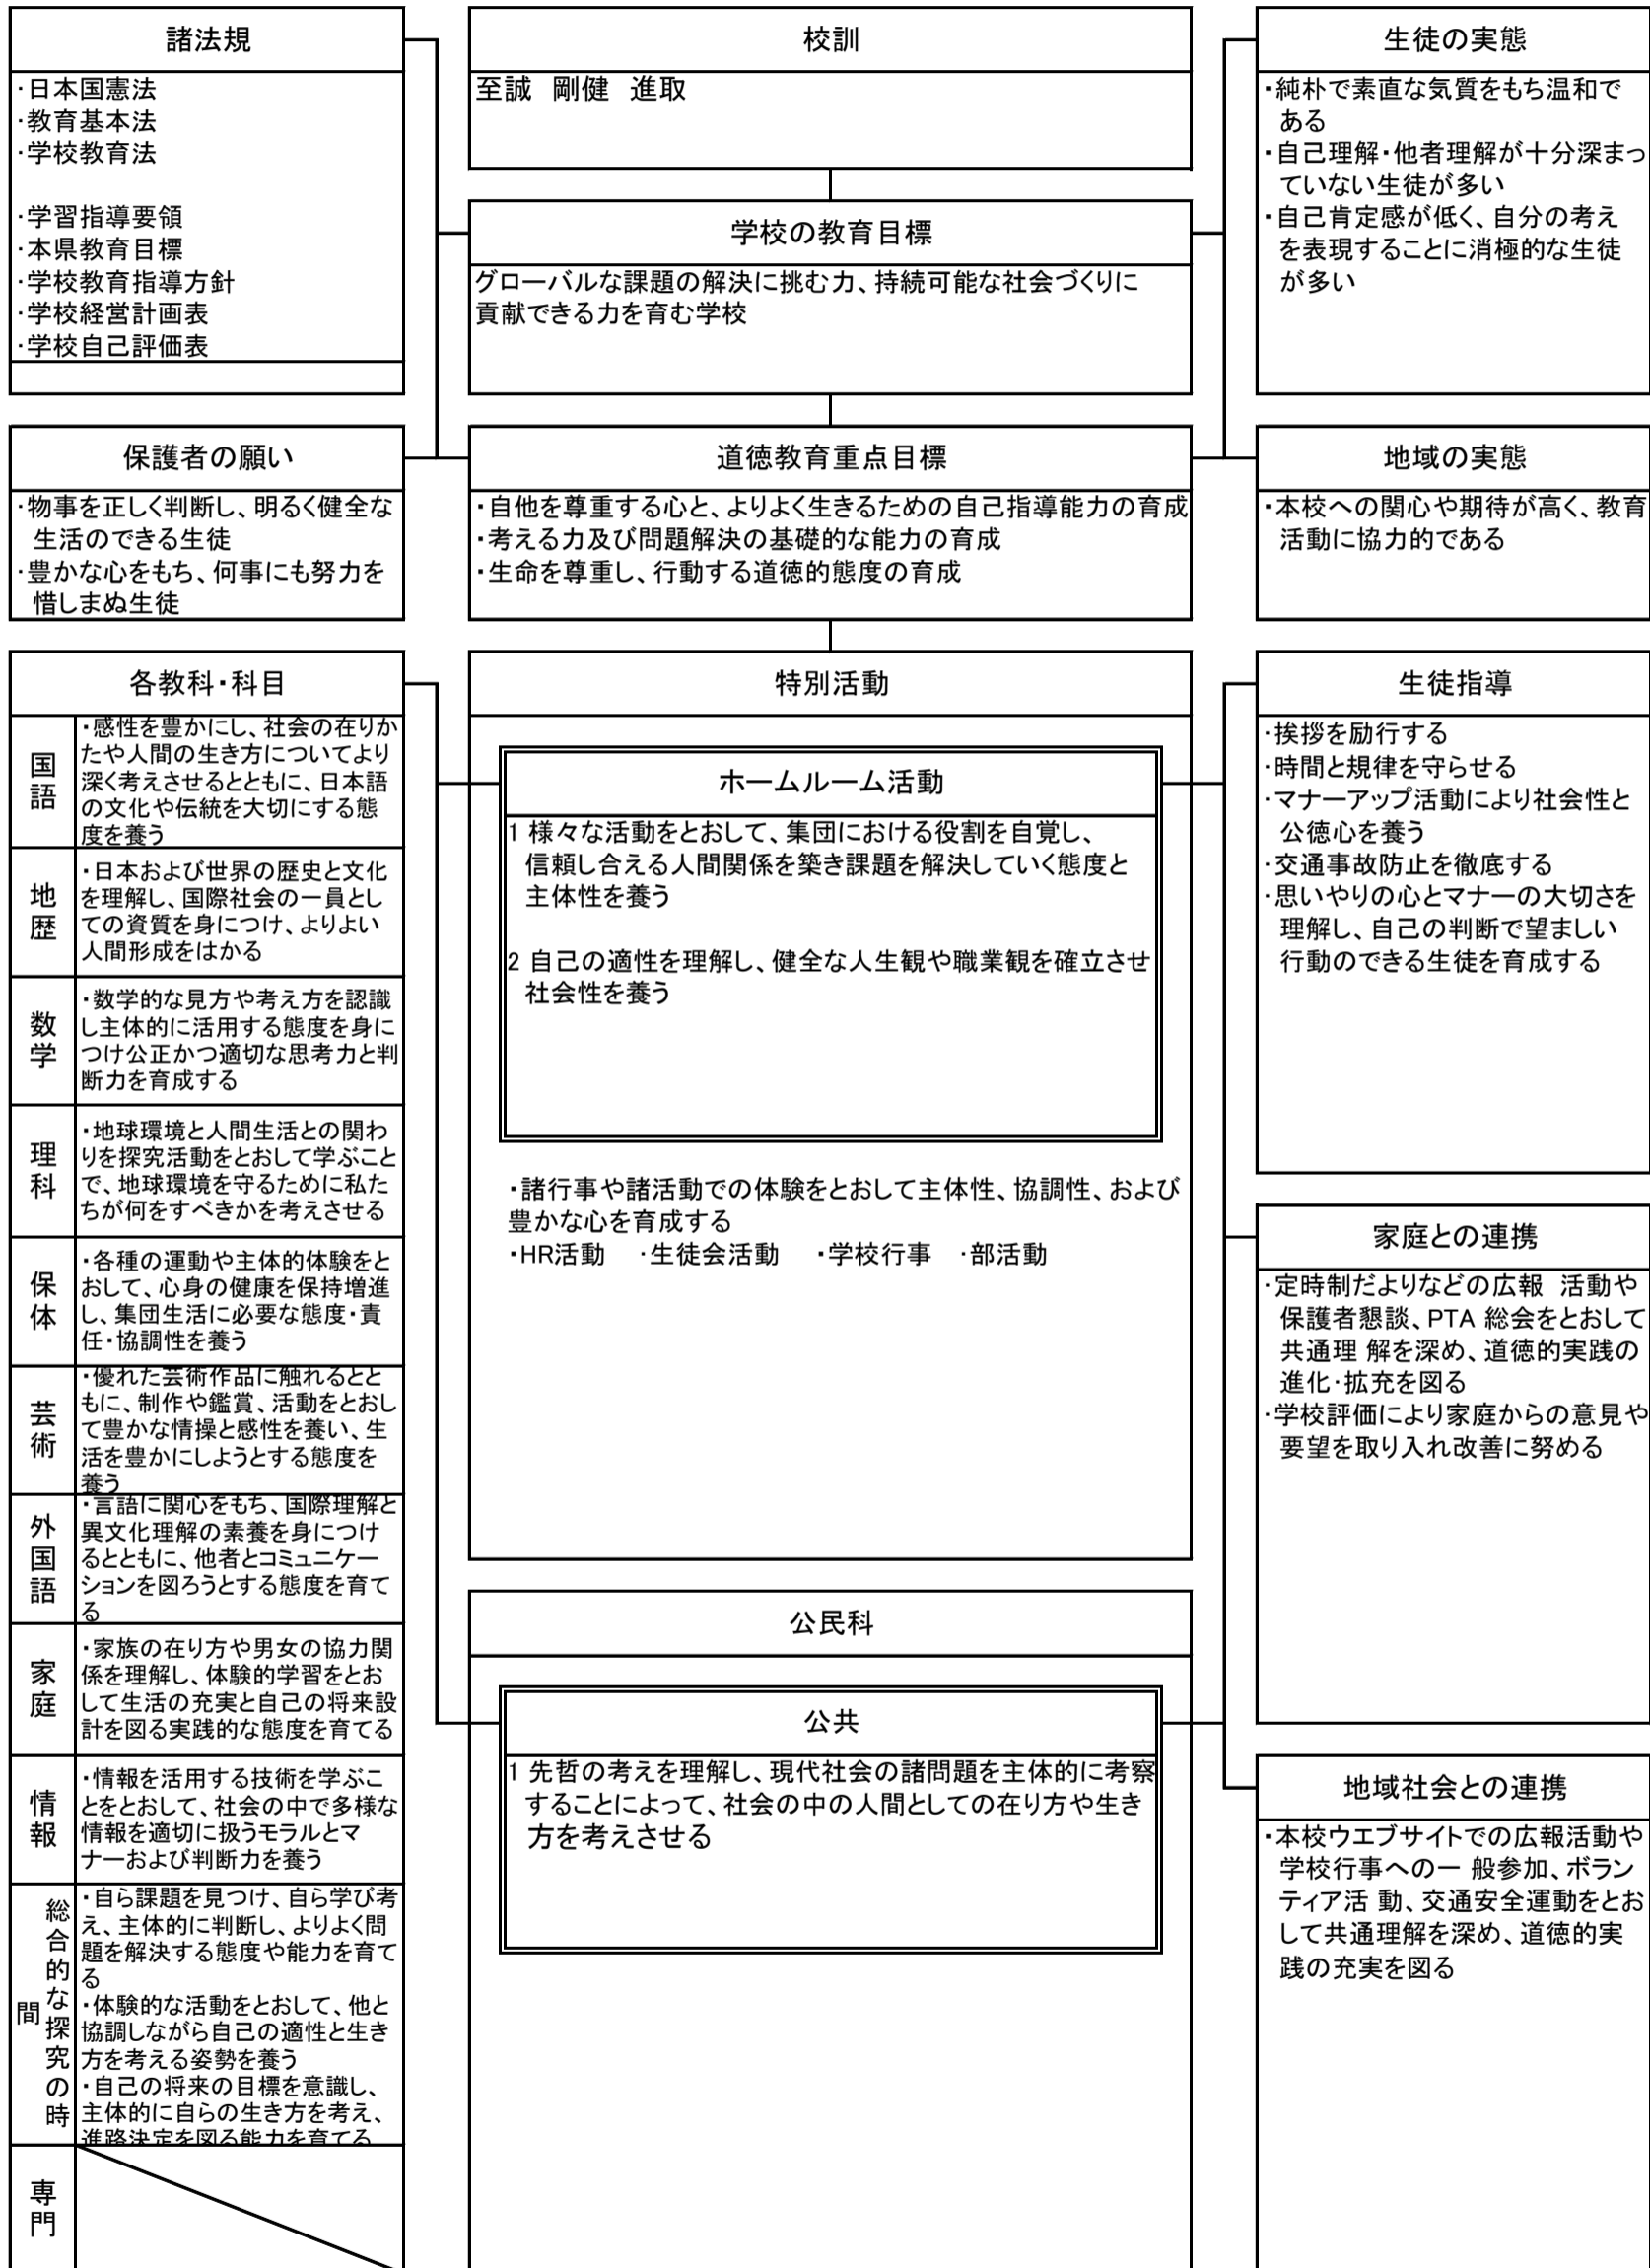 諸法規
・日本国憲法
・教育基本法
・学校教育法
・学習指導要領
・本県教育目標
・学校教育指導方針
・学校経営計画表
・学校自己評価表
校訓
至誠　剛健　進取
生徒の実態
・純朴で素直な気質をもち温和で
ある
・自己理解・他者理解が十分深まっ
ていない生徒が多い
・自己肯定感が低く、自分の考え
を表現することに消極的な生徒
が多い
学校の教育目標
グローバルな課題の解決に挑む力、持続可能な社会づくりに
貢献できる力を育む学校
保護者の願い
・物事を正しく判断し、明るく健全な
生活のできる生徒
・豊かな心をもち、何事にも努力を
惜しまぬ生徒
道徳教育重点目標
・自他を尊重する心と、よりよく生きるための自己指導能力の育成
・考える力及び問題解決の基礎的な能力の育成
・生命を尊重し、行動する道徳的態度の育成
地域の実態
・本校への関心や期待が高く、教育
活動に協力的である
各教科・科目
国語
・感性を豊かにし、社会の在りか
たや人間の生き方についてより
深く考えさせるとともに、日本語
の文化や伝統を大切にする態
度を養う
地歴
・日本および世界の歴史と文化
を理解し、国際社会の一員とし
ての資質を身につけ、よりよい
人間形成をはかる
数学
・数学的な見方や考え方を認識
し主体的に活用する態度を身に
つけ公正かつ適切な思考力と判
断力を育成する
理科
・地球環境と人間生活との関わ
りを探究活動をとおして学ぶこと
で、地球環境を守るために私た
ちが何をすべきかを考えさせる
保体
・各種の運動や主体的体験をと
おして、心身の健康を保持増進
し、集団生活に必要な態度・責
任・協調性を養う
芸術
・優れた芸術作品に触れるとと
もに、制作や鑑賞、活動をとおし
て豊かな情操と感性を養い、生
活を豊かにしようとする態度を
養う
外国語
・言語に関心をもち、国際理解と
異文化理解の素養を身につけ
るとともに、他者とコミュニケー
ションを図ろうとする態度を育て
る
家庭
・家族の在り方や男女の協力関
係を理解し、体験的学習をとお
して生活の充実と自己の将来設
計を図る実践的な態度を育てる
情報
・情報を活用する技術を学ぶこ
とをとおして、社会の中で多様な
情報を適切に扱うモラルとマ
ナーおよび判断力を養う
総合的な探究の時
間
・自ら課題を見つけ、自ら学び考
え、主体的に判断し、よりよく問
題を解決する態度や能力を育て
る
・体験的な活動をとおして、他と
協調しながら自己の適性と生き
方を考える姿勢を養う
・自己の将来の目標を意識し、
主体的に自らの生き方を考え、
進路決定を図る能力を育てる
専門
特別活動
ホームルーム活動
1 様々な活動をとおして、集団における役割を自覚し、
信頼し合える人間関係を築き課題を解決していく態度と
主体性を養う
2 自己の適性を理解し、健全な人生観や職業観を確立させ
社会性を養う
・諸行事や諸活動での体験をとおして主体性、協調性、および
豊かな心を育成する
・HR活動　・生徒会活動　・学校行事　・部活動
公民科
公共
1 先哲の考えを理解し、現代社会の諸問題を主体的に考察
することによって、社会の中の人間としての在り方や生き
方を考えさせる
生徒指導
・挨拶を励行する
・時間と規律を守らせる
・マナーアップ活動により社会性と
公徳心を養う
・交通事故防止を徹底する
・思いやりの心とマナーの大切さを
理解し、自己の判断で望ましい
行動のできる生徒を育成する
家庭との連携
・定時制だよりなどの広報 活動や
保護者懇談、PTA 総会をとおして
共通理 解を深め、道徳的実践の
進化・拡充を図る
・学校評価により家庭からの意見や
要望を取り入れ改善に努める
地域社会との連携
・本校ウエブサイトでの広報活動や
学校行事への一 般参加、ボラン
ティア活 動、交通安全運動をとお
して共通理解を深め、道徳的実
践の充実を図る